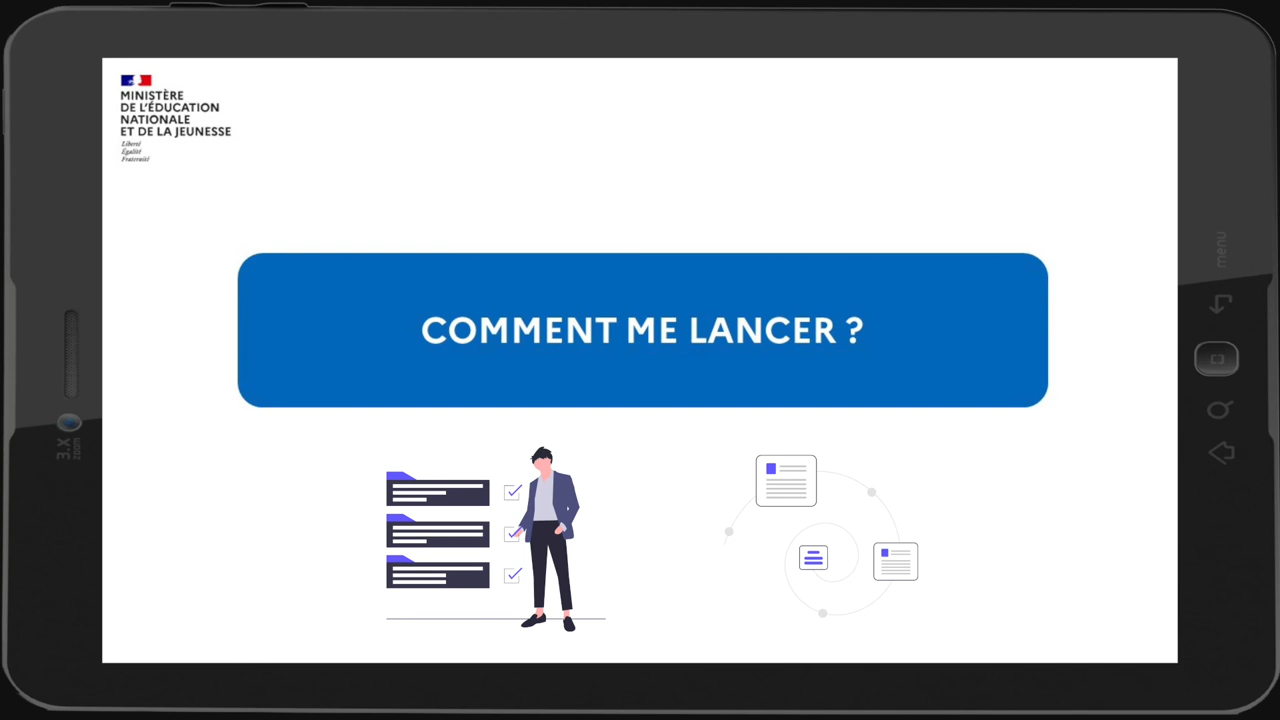 MINISTÈRE
DE L'ÉDUCATION
NATIONALE
ET DE LA JEUNESSE
Liberté
Égalité
Fraternité
COMMENT ME LANCER ?
menu
3.X
zoom